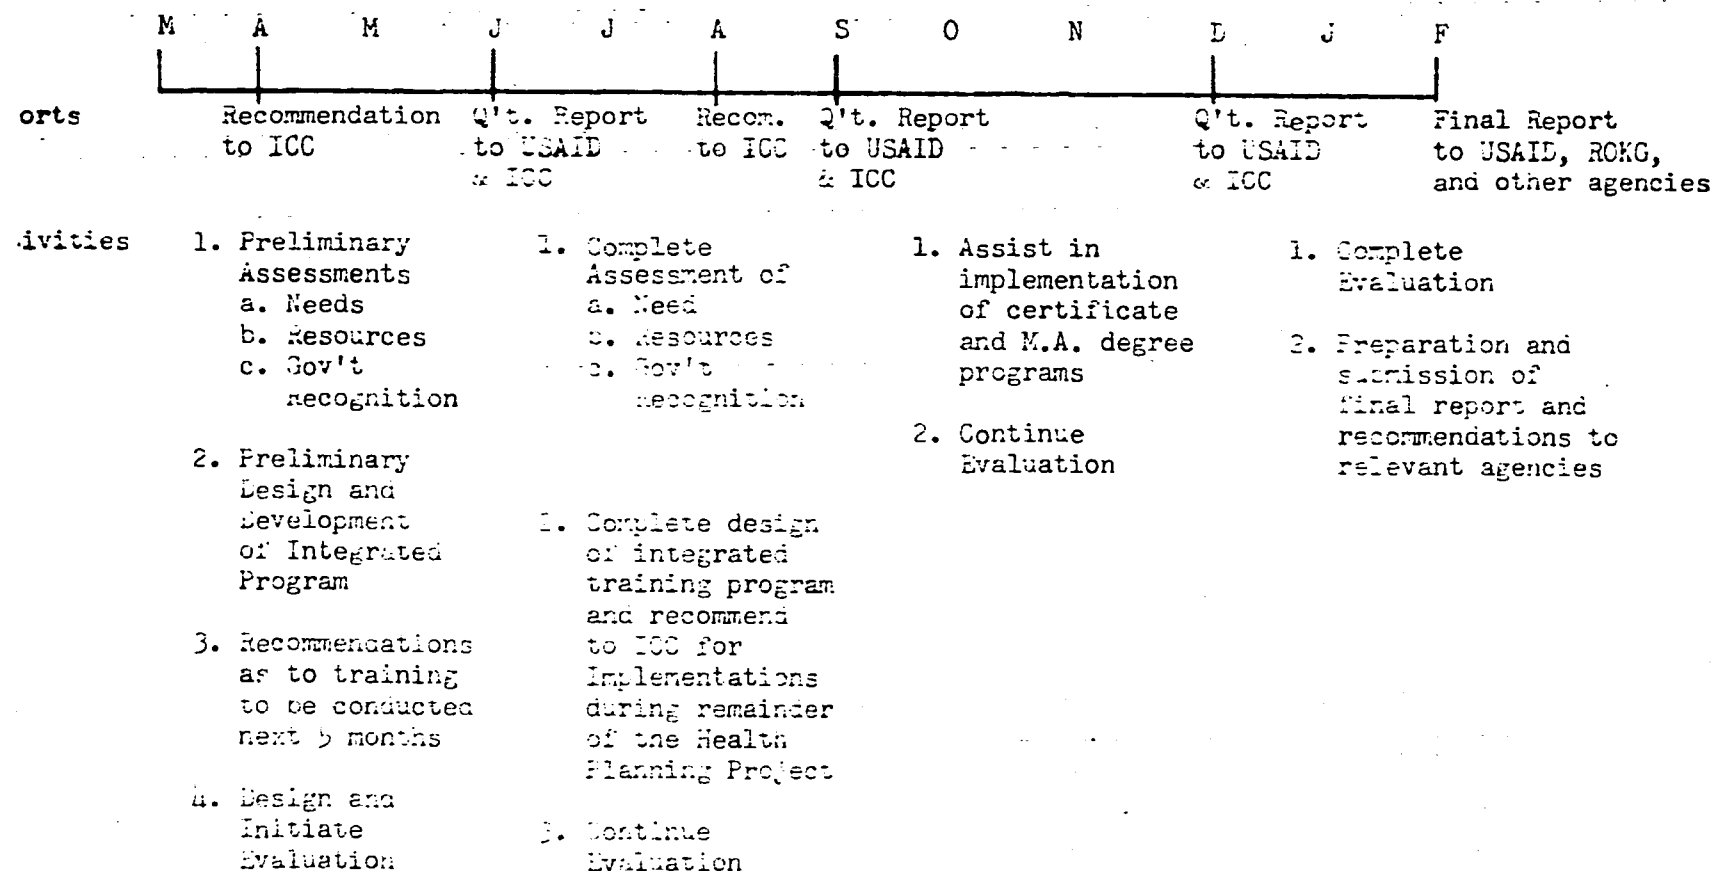 M A M J J A S O N D J F
orts
Recommendation
to ICC
Q't. Report
to USAID
& ICC
Recom.
to ICC
Q't. Report
to USAID
& ICC
Q't. Report
to USAID
& ICC
Final Report
to USAID, ROKG,
and other agencies
ivities
1. Preliminary
Assessments
a. Needs
b. Resources
c. Gov't
Recognition
2. Preliminary
Design and
Development
of Integrated
Program
3. Recommendations
as to training
to be conducted
next 5 months
4. Design and
Initiate
Evaluation
1. Complete
Assessment of
a. Need
b. Resources
c. Gov't
Recognition
2. Complete design
of integrated
training program
and recommend
to ICC for
Implementations
during remainder
of the Health
Planning Project
3. Continue
Evaluation
1. Assist in
implementation
of certificate
and M.A. degree
programs
2. Continue
Evaluation
1. Complete
Evaluation
2. Preparation and
submission of
final report and
recommendations to
relevant agencies